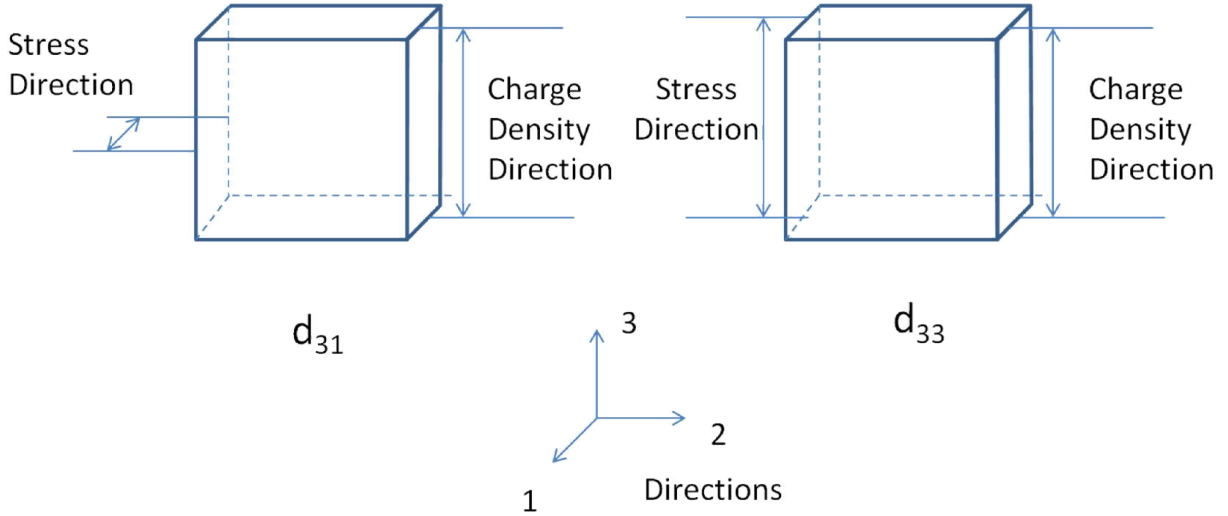 Stress
Direction
Charge
Density
Direction
Stress
Direction
Charge
Density
Direction
d31
d33
3
2
1
Directions